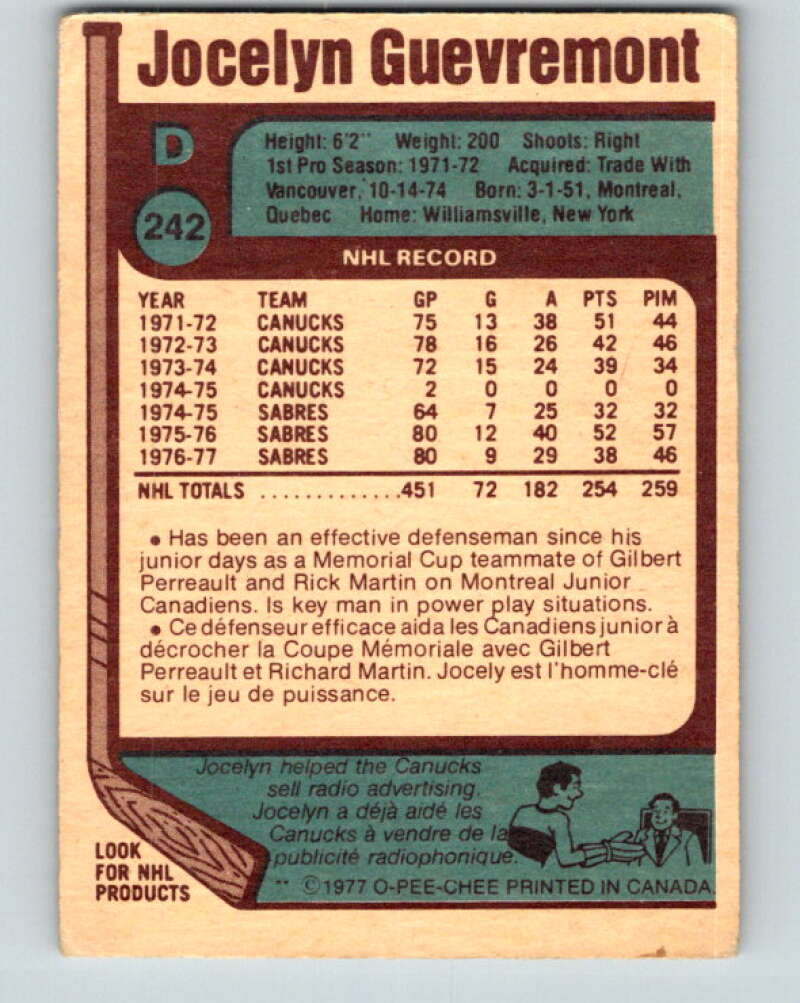 Jocelyn Guevremont
D
242
Height: 6'2" Weight: 200 Shoots: Right
1st Pro Season: 1971-72 Acquired: Trade With
Vancouver, 10-14-74 Born: 3-1-51, Montreal,
Quebec Home: Williamsville, New York
NHL RECORD
YEAR TEAM GP G A PTS PIM
1971-72 CANUCKS 75 13 38 51 44
1972-73 CANUCKS 78 16 26 42 46
1973-74 CANUCKS 72 15 24 39 34
1974-75 CANUCKS 2 0 0 0 0
1974-75 SABRES 64 7 25 32 32
1975-76 SABRES 80 12 40 52 57
1976-77 SABRES 80 9 29 38 46
NHL TOTALS .............451 72 182 254 259
• Has been an effective defenseman since his
junior days as a Memorial Cup teammate of Gilbert
Perreault and Rick Martin on Montreal Junior
Canadiens. Is key man in power play situations.
• Ce défenseur efficace aida les Canadiens junior à
décrocher la Coupe Mémoriale avec Gilbert
Perreault et Richard Martin. Jocely est l'homme-clé
sur le jeu de puissance.
Jocelyn helped the Canucks
sell radio advertising.
Jocelyn a déjà aidé les
Canucks à vendre de la
publicité radiophonique.
LOOK
FOR NHL
PRODUCTS
** ©1977 O-PEE-CHEE PRINTED IN CANADA.